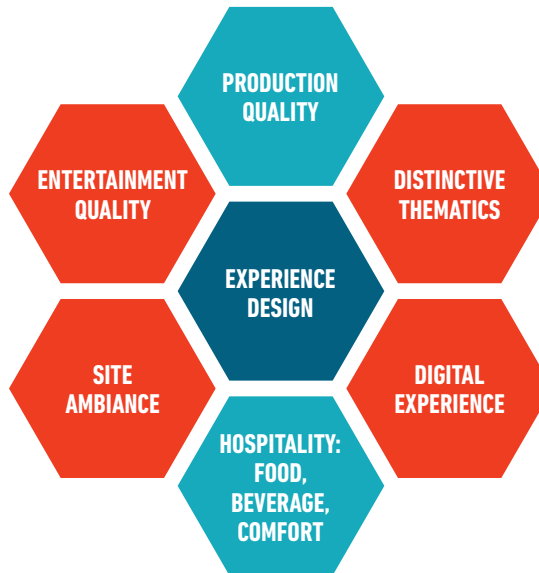 PRODUCTION
QUALITY
ENTERTAINMENT
QUALITY
DISTINCTIVE
THEMATICS
EXPERIENCE
DESIGN
SITE
AMBIANCE
DIGITAL
EXPERIENCE
HOSPITALITY:
FOOD,
BEVERAGE,
COMFORT